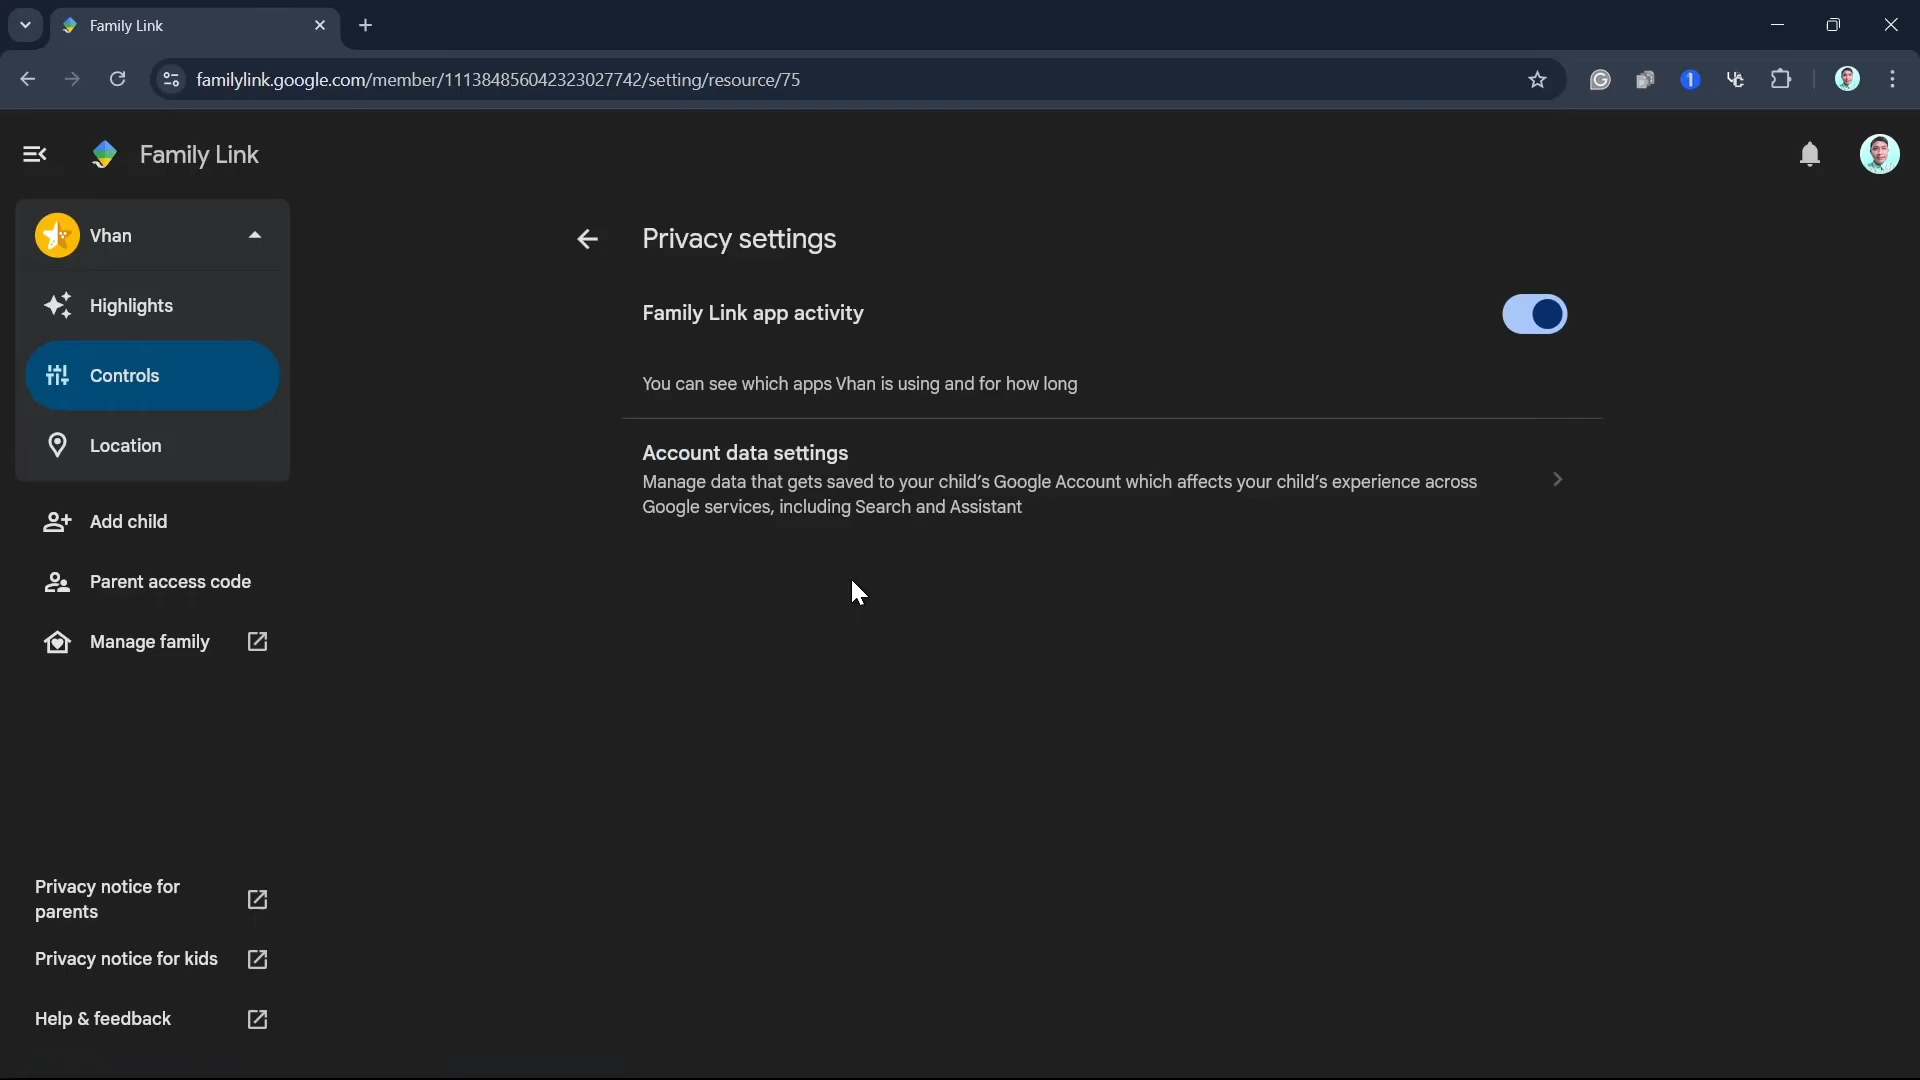 Family Link
familylink.google.com/member/111384856042323027742/setting/resource/75
Family Link
Vhan
Highlights
Controls
Location
Add child
Parent access code
Manage family
Privacy notice for
parents
Privacy notice for kids
Help & feedback
Privacy settings
Family Link app activity
You can see which apps Vhan is using and for how long
Account data settings
Manage data that gets saved to your child's Google Account which affects your child's experience across
Google services, including Search and Assistant